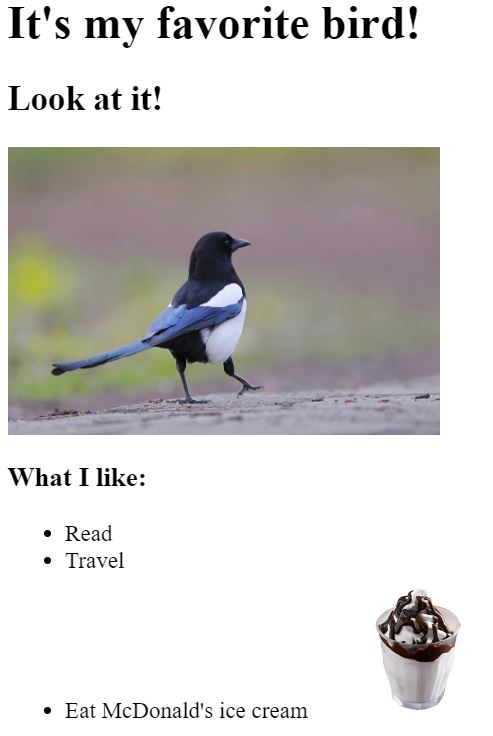 It's my favorite bird!
Look at it!
What I like:
Read
Travel
Eat McDonald's ice cream